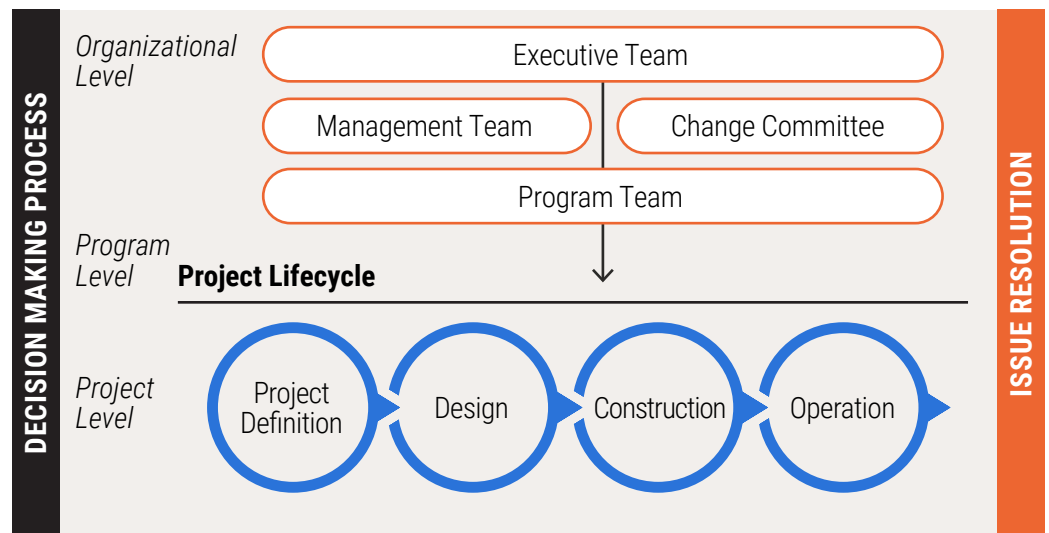 DECISION MAKING PROCESS
Organizational
Level
Executive Team
Management Team
Change Committee
Program Team
Program
Level
Project Lifecycle
Project
Level
Project
Definition
Design
Construction
Operation
ISSUE RESOLUTION